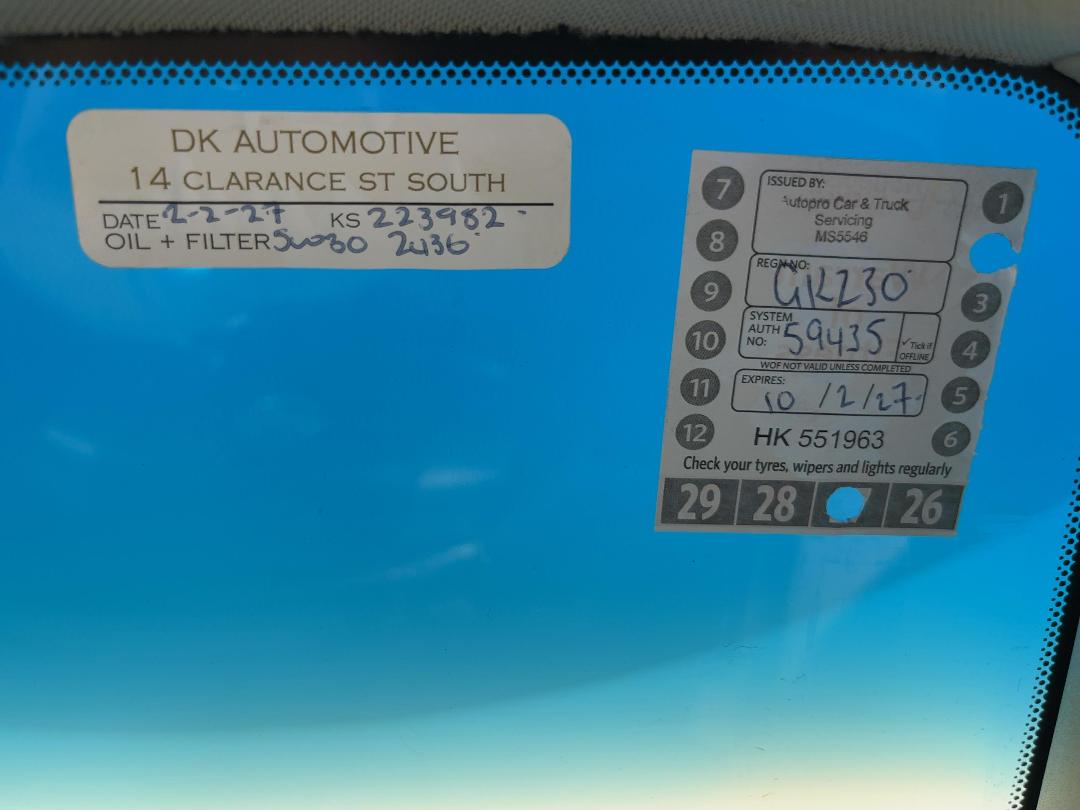 DK AUTOMOTIVE
14 CLARANCE ST SOUTH
DATE 2-2-27 KS 223982
OIL + FILTER 5w30 2436
7
8
9
10
11
12
ISSUED BY:
Autopro Car & Truck
Servicing
MS5546
REGN NO:
GKZ30
SYSTEM
AUTH
NO: 59435
✓Tick if
OFFLINE
WOF NOT VALID UNLESS COMPLETED
EXPIRES:
10 /2/27
HK 551963
1
3
4
5
6
Check your tyres, wipers and lights regularly
29 28 26